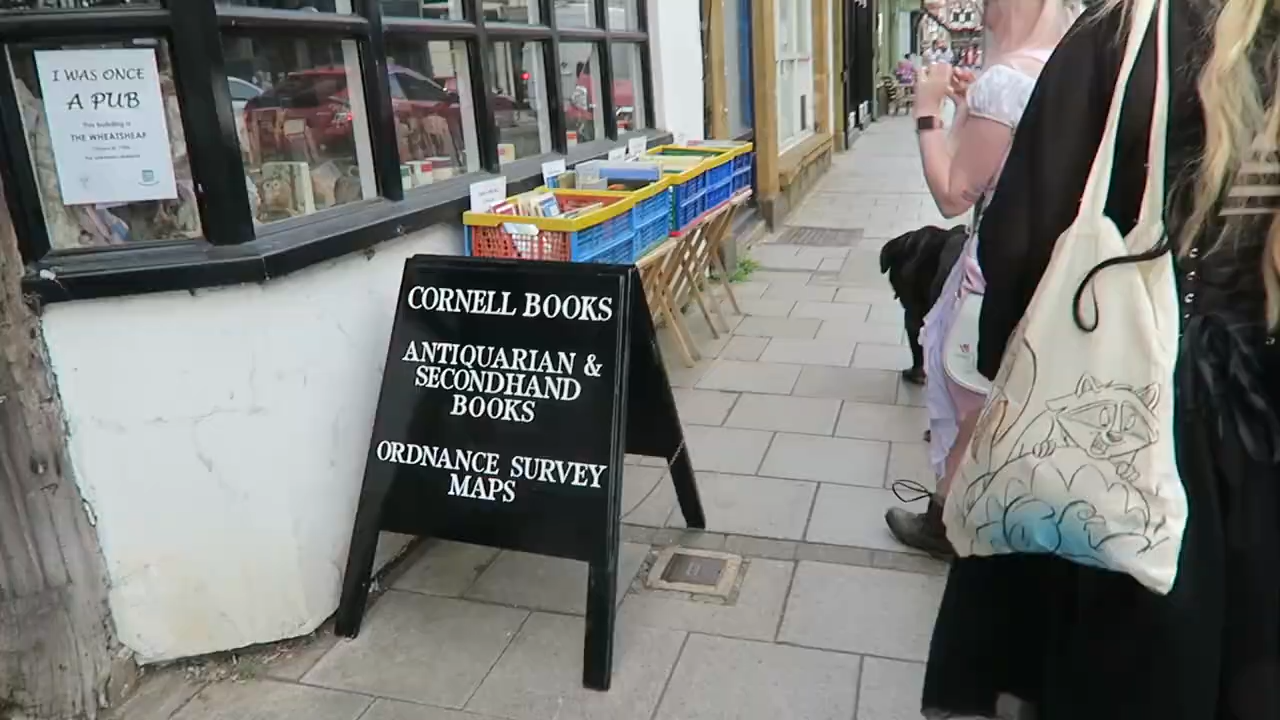 I WAS ONCE
A PUB
This building is
THE WHEATSHEAF
CORNELL BOOKS
ANTIQUARIAN &
SECONDHAND
BOOKS
ORDNANCE SURVEY
MAPS